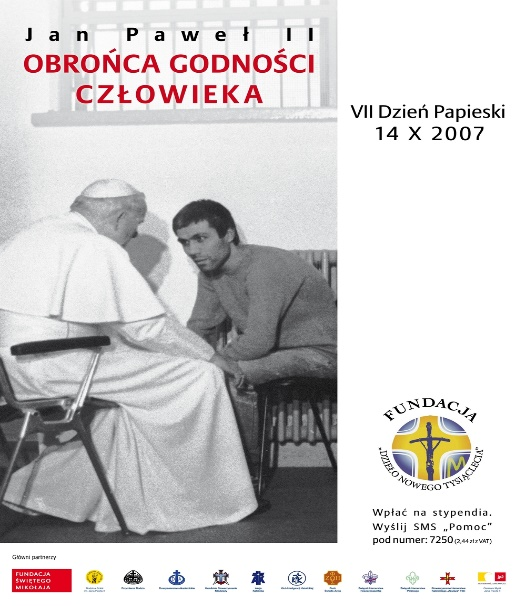 Jan Paweł II
OBROŃCA GODNOŚCI
CZŁOWIEKA
VII Dzień Papieski
14 X 2007
FUNDACJA
„DZIEŁO NOWEGO TYSIĄCLECIA”
Wpłać na stypendia.
Wyślij SMS „Pomoc”
pod numer: 7250 (2,44 zł z VAT)
Główni partnerzy
FUNDACJA
ŚWIĘTEGO
MIKOŁAJA